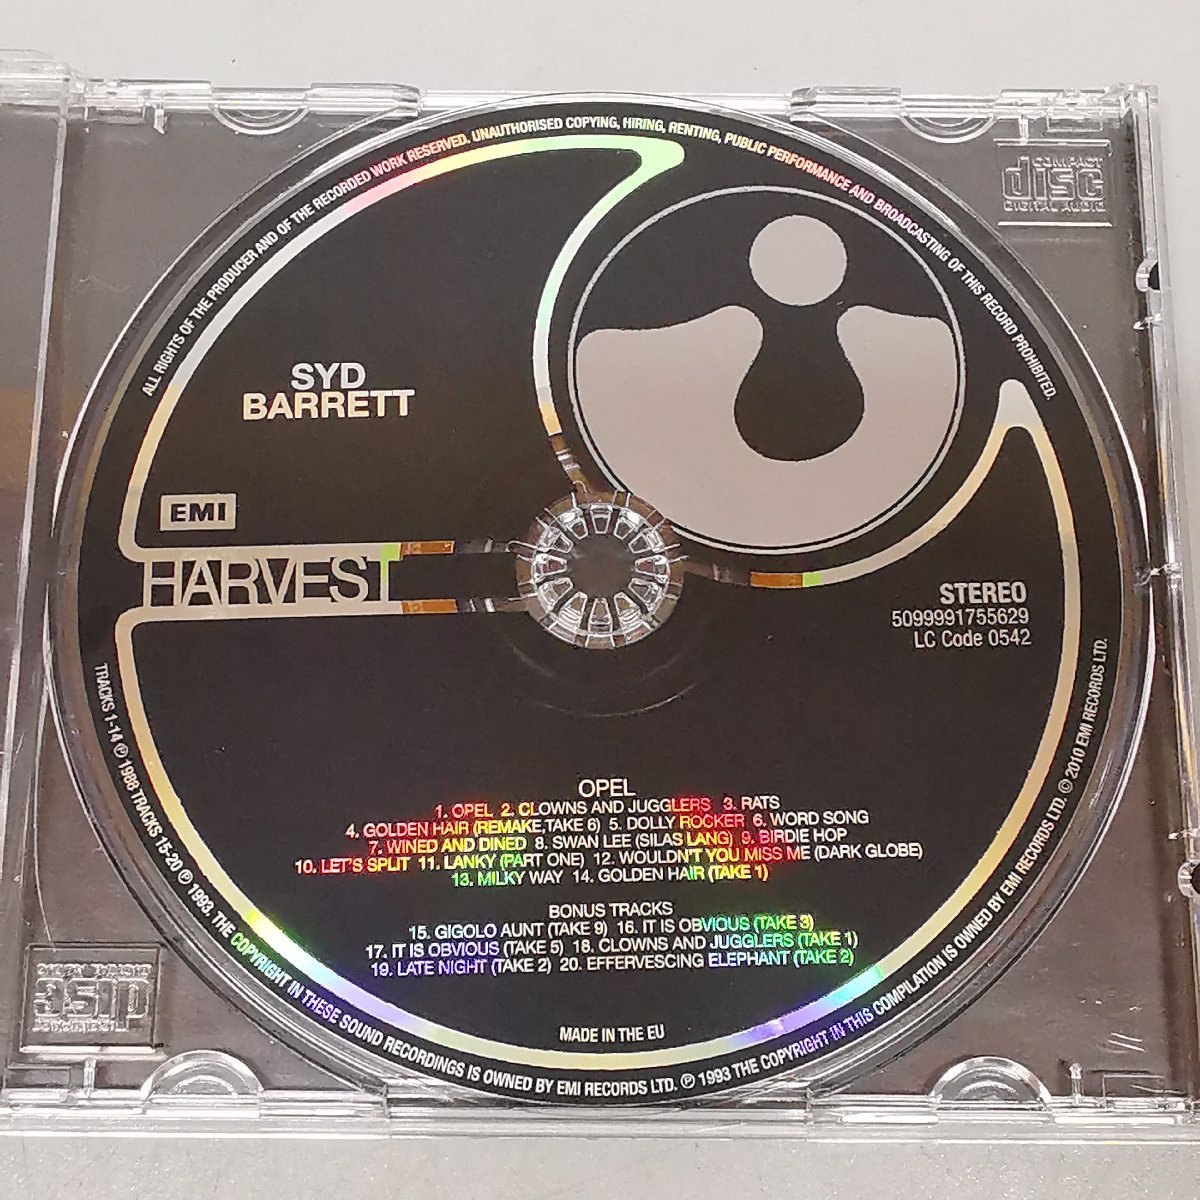 ALL RIGHTS OF THE PRODUCER AND OF THE RECORDED WORK RESERVED. UNAUTHORISED COPYING, HIRING, RENTING, PUBLIC PERFORMANCE AND BROADCASTING OF THIS RECORD PROHIBITED.
COMPACT
disc
DIGITAL AUDIO
SYD
BARRETT
EMI
HARVEST
STEREO
5099991755629
LC Code 0542
OPEL
1. OPEL 2. CLOWNS AND JUGGLERS 3. RATS
4. GOLDEN HAIR (REMAKE,TAKE 6) 5. DOLLY ROCKER 6. WORD SONG
7. WINED AND DINED 8. SWAN LEE (SILAS LANG) 9. BIRDIE HOP
10. LET'S SPLIT 11. LANKY (PART ONE) 12. WOULDN'T YOU MISS ME (DARK GLOBE)
13. MILKY WAY 14. GOLDEN HAIR (TAKE 1)
BONUS TRACKS
15. GIGOLO AUNT (TAKE 9) 16. IT IS OBVIOUS (TAKE 3)
17. IT IS OBVIOUS (TAKE 5) 18. CLOWNS AND JUGGLERS (TAKE 1)
19. LATE NIGHT (TAKE 2) 20. EFFERVESCING ELEPHANT (TAKE 2)
MADE IN THE EU
TRACKS 1-14 ℗ 1988 TRACKS 15-20 ℗ 1993. THE COPYRIGHT IN THESE SOUND RECORDINGS IS OWNED BY EMI RECORDS LTD. ℗ 1993 THE COPYRIGHT IN THIS COMPILATION IS OWNED BY EMI RECORDS LTD. © 2010 EMI RECORDS LTD.
COMPACT
disc
DIGITAL AUDIO